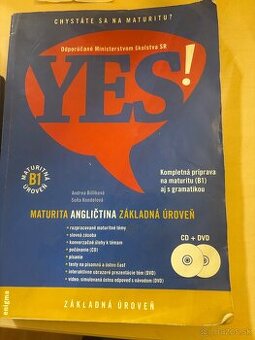 CHYSTÁTE SA NA MATURITU?
Odporúčané Ministerstvom školstva SR
YES!
MATURITNÁ
B1
ÚROVEŇ
Kompletná príprava
na maturitu (B1)
aj s gramatikou
Andrea Billíková
Soňa Kondelová
MATURITA ANGLIČTINA ZÁKLADNÁ ÚROVEŇ
• rozpracované maturitné témy
• slovná zásoba
• konverzačné úlohy k témam
• počúvanie (CD)
• písanie
• testy na písomnú a ústnu časť
• interaktívne obrazové prezentácie tém (DVD)
• video: simulovaná ústna odpoveď s návodom (DVD)
CD + DVD
enigma
ZÁKLADNÁ ÚROVEŇ